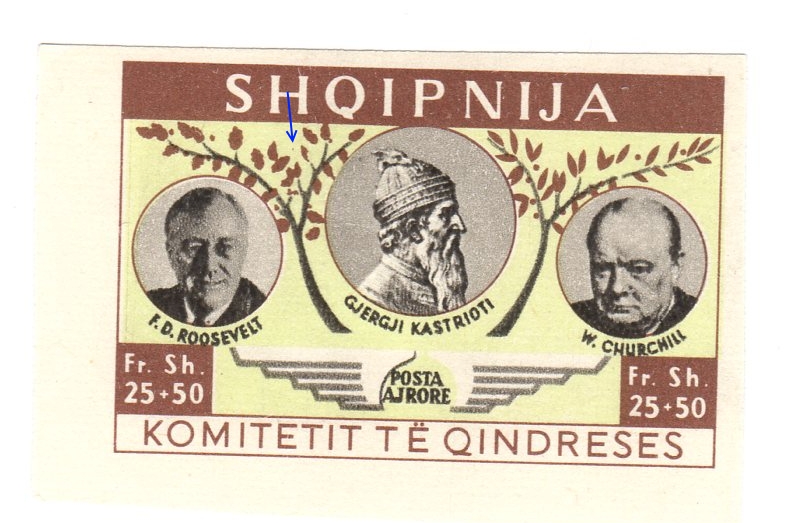 SHQIPNIJA
F. D. ROOSEVELT
GJERGJI KASTRIOTI
W. CHURCHILL
Fr. Sh.
25+50
POSTA
AJRORE
Fr. Sh.
25+50
KOMITETIT TË QINDRESES